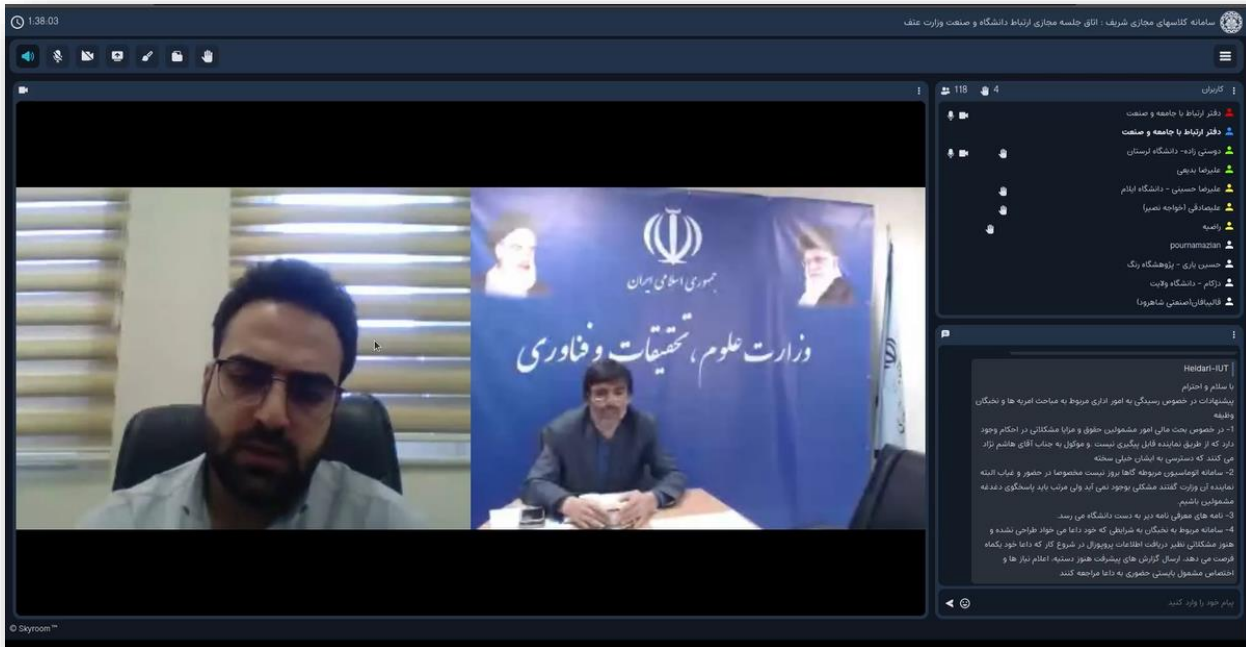 1:38:03
سامانه کلاسهای مجازی شریف : اتاق جلسه مجازی ارتباط دانشگاه و صنعت وزارت عتف
118
4
کاربران
دفتر ارتباط با جامعه و صنعت
دفتر ارتباط با جامعه و صنعت
دوستی زاده- دانشگاه لرستان
علیرضا بدیعی
علیرضا حسینی - دانشگاه ایلام
علیصادقی (خواجه نصیر)
راضیه
pournamazian
حسین یاری - پژوهشگاه رنگ
دژکام - دانشگاه ولایت
قالیبافان(صنعتی شاهرود)
جمهوری اسلامی ایران
وزارت علوم ، تحقیقات و فناوری
Heidari-IUT
با سلام و احترام
پیشنهادات در خصوص رسیدگی به امور اداری مربوط به مباحث امریه ها و نخبگان
وظیفه
1- در خصوص بحث مالی امور مشمولین حقوق و مزایا مشکلاتی در احکام وجود
دارد که از طریق نماینده قابل پیگیری نیست .و موکول به جناب آقای هاشم نژاد
می کنند که دسترسی به ایشان خیلی سخته
2- سامانه اتوماسیون مربوطه گاها بروز نیست مخصوصا در حضور و غیاب البته
نماینده آن وزارت گفتند مشکلی بوجود نمی آید ولی مرتب باید پاسخگوی دغدغه
مشمولین باشیم.
3- نامه های معرفی نامه دیر به دست دانشگاه می رسد.
4- سامانه مربوط به نخبگان به شرایطی که خود داعا می خواد طراحی نشده و
هنوز مشکلاتی نظیر دریافت اطلاعات پروپوزال در شروع کار که داعا خود یکماه
فرصت می دهد، ارسال گزارش های پیشرفت هنوز دستیه، اعلام نیاز ها و
اختصاص مشمول بایستی حضوری به داعا مراجعه کنند
پیام خود را وارد کنید
© Skyroom™